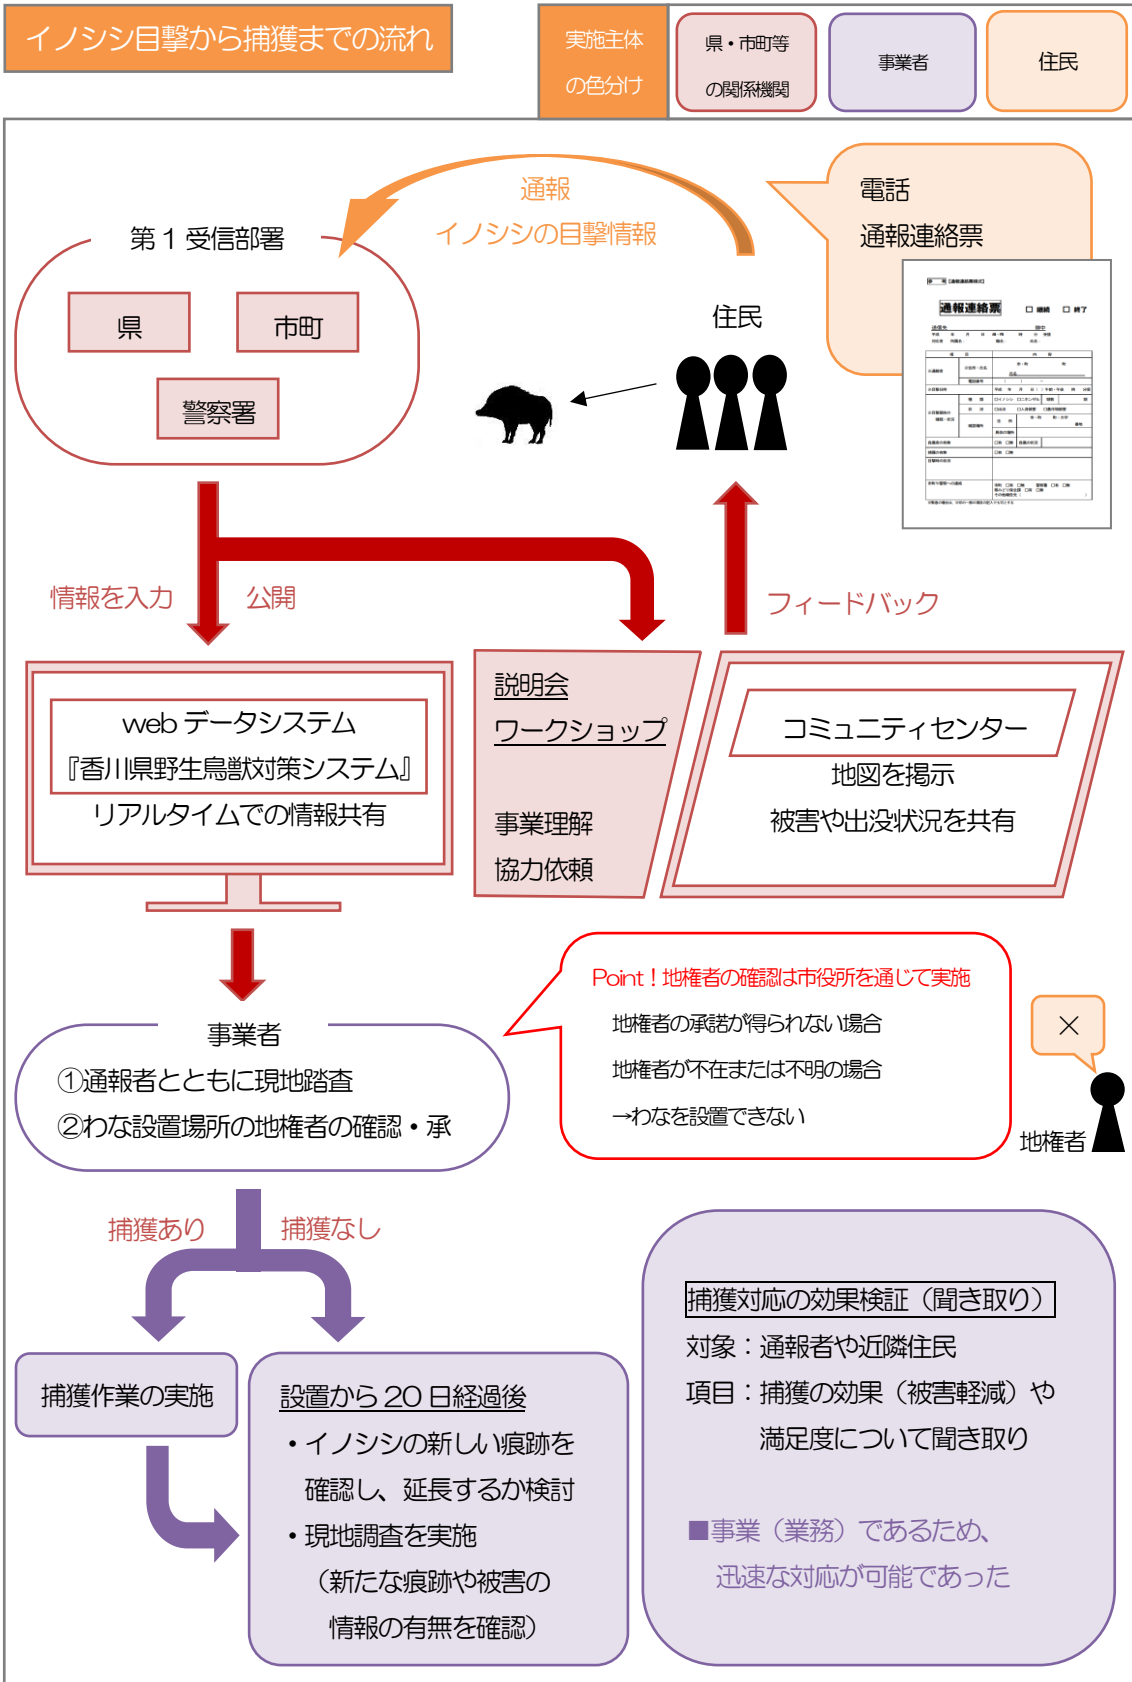 イノシシ目撃から捕獲までの流れ
実施主体
の色分け
県・市町等
の関係機関
事業者
住民
通報
イノシシの目撃情報
電話
通報連絡票
第1受信部署
県
市町
警察署
住民
通報連絡票
□ 継続 □ 終了
情報を入力
公開
フィードバック
webデータシステム
『香川県野生鳥獣対策システム』
リアルタイムでの情報共有
説明会
ワークショップ
事業理解
協力依頼
コミュニティセンター
地図を掲示
被害や出没状況を共有
事業者
①通報者とともに現地踏査
②わな設置場所の地権者の確認・承
Point！地権者の確認は市役所を通じて実施
地権者の承諾が得られない場合
地権者が不在または不明の場合
→わなを設置できない
×
地権者
捕獲あり
捕獲なし
捕獲作業の実施
設置から20日経過後
・イノシシの新しい痕跡を
確認し、延長するか検討
・現地調査を実施
（新たな痕跡や被害の
情報の有無を確認）
捕獲対応の効果検証（聞き取り）
対象：通報者や近隣住民
項目：捕獲の効果（被害軽減）や
満足度について聞き取り
■事業（業務）であるため、
迅速な対応が可能であった